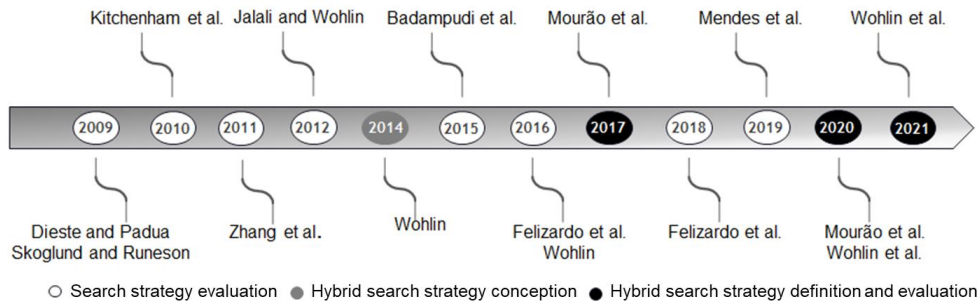 Kitchenham et al. Jalali and Wohlin Badampudi et al. Mourão et al. Mendes et al. Wohlin et al.
2009 2010 2011 2012 2014 2015 2016 2017 2018 2019 2020 2021
Dieste and Padua Zhang et al. Wohlin Felizardo et al. Felizardo et al. Mourão et al.
Skoglund and Runeson Wohlin Wohlin et al.
Search strategy evaluation Hybrid search strategy conception Hybrid search strategy definition and evaluation